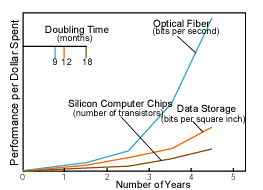 Performance per Dollar Spent
Doubling Time
(months)
9 12 18
Optical Fiber
(bits per second)
Silicon Computer Chips
(number of transistors)
Data Storage
(bits per square inch)
0 1 2 3 4 5
Number of Years